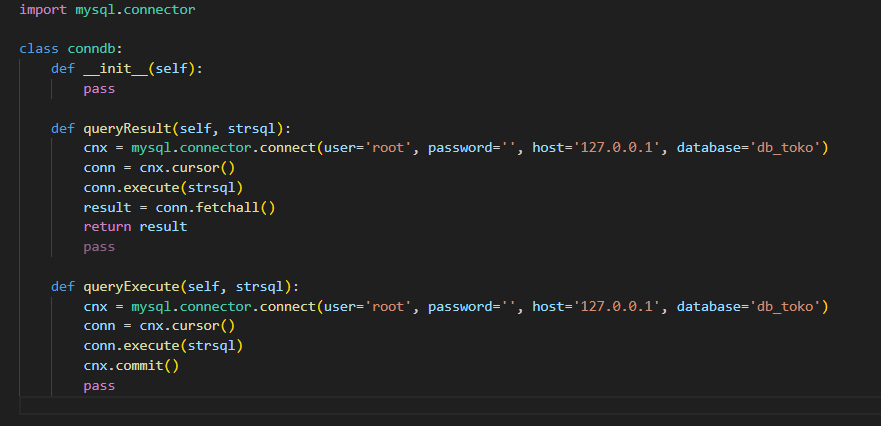 import mysql.connector
class conndb:
    def __init__(self):
        pass
    def queryResult(self, strsql):
        cnx = mysql.connector.connect(user='root', password='', host='127.0.0.1', database='db_toko')
        conn = cnx.cursor()
        conn.execute(strsql)
        result = conn.fetchall()
        return result
        pass
    def queryExecute(self, strsql):
        cnx = mysql.connector.connect(user='root', password='', host='127.0.0.1', database='db_toko')
        conn = cnx.cursor()
        conn.execute(strsql)
        cnx.commit()
        pass